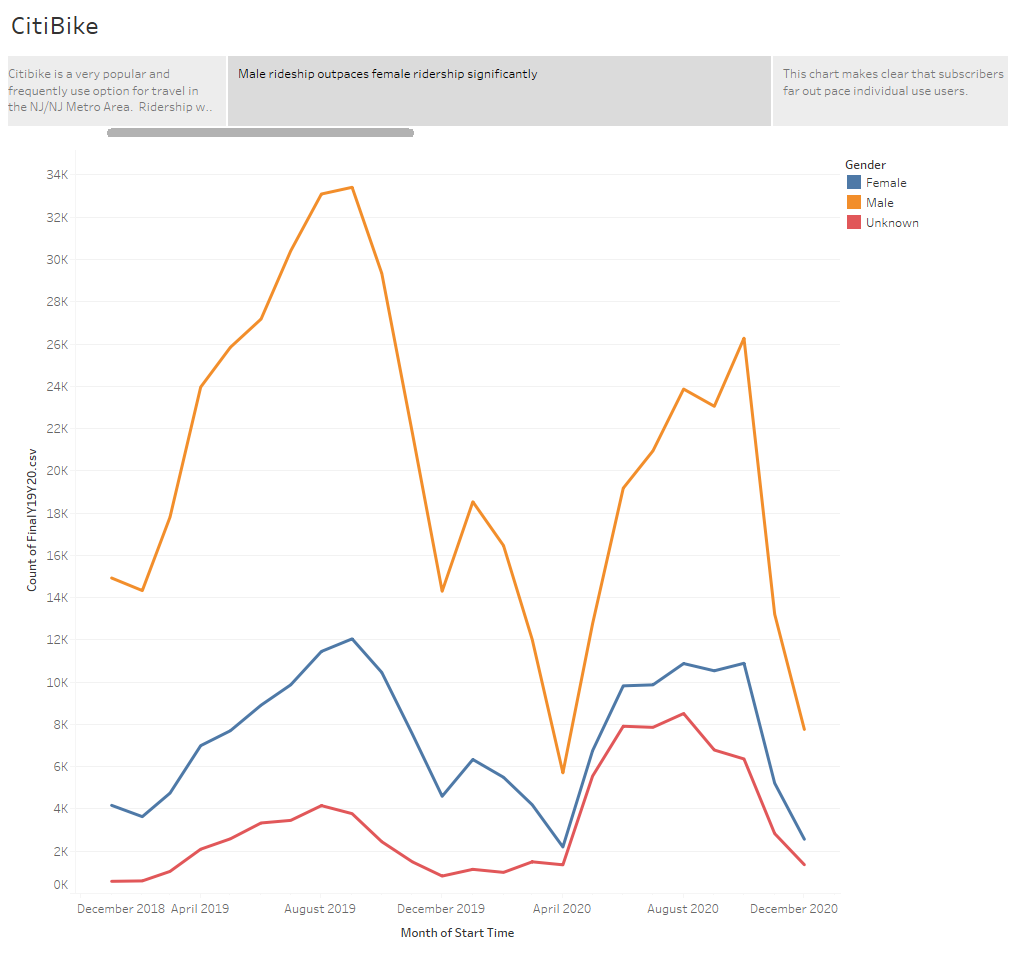 CitiBike
Citibike is a very popular and
frequently use option for travel in
the NJ/NJ Metro Area. Ridership w..
Male rideship outpaces female ridership significantly
This chart makes clear that subscribers
far out pace individual use users.
Gender
Female
Male
Unknown
34K
32K
30K
28K
26K
24K
22K
20K
18K
16K
14K
12K
10K
8K
6K
4K
2K
0K
Count of FinalY19Y20.csv
December 2018 April 2019 August 2019 December 2019 April 2020 August 2020 December 2020
Month of Start Time